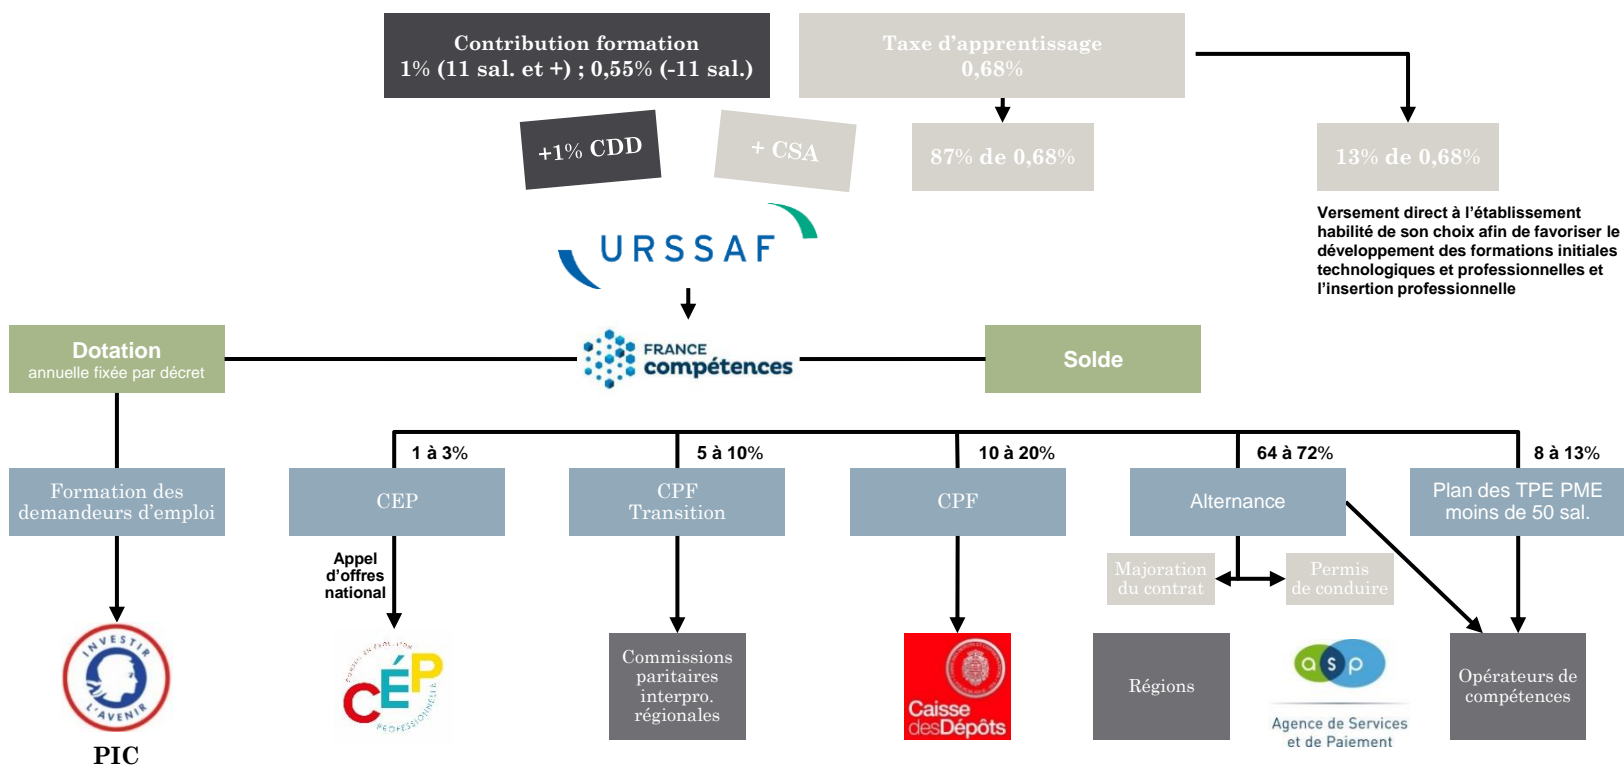 Contribution formation
1% (11 sal. et +) ; 0,55% (-11 sal.)
Taxe d'apprentissage
0,68%
+1% CDD
+ CSA
87% de 0,68%
13% de 0,68%
Versement direct à l'établissement
habilité de son choix afin de favoriser le
développement des formations initiales
technologiques et professionnelles et
l'insertion professionnelle
URSSAF
Dotation
annuelle fixée par décret
FRANCE
compétences
Solde
1 à 3%
5 à 10%
10 à 20%
64 à 72%
8 à 13%
Formation des
demandeurs d'emploi
CEP
CPF
Transition
CPF
Alternance
Plan des TPE PME
moins de 50 sal.
Appel
d'offres
national
Majoration
du contrat
Permis
de conduire
INVESTIR
L'AVENIR
PIC
CONSEIL EN ÉVOLUTION
CÉP
PROFESSIONNELLE
Commissions
paritaires
interpro.
régionales
Caisse
desDépôts
Régions
asp
Agence de Services
et de Paiement
Opérateurs de
compétences